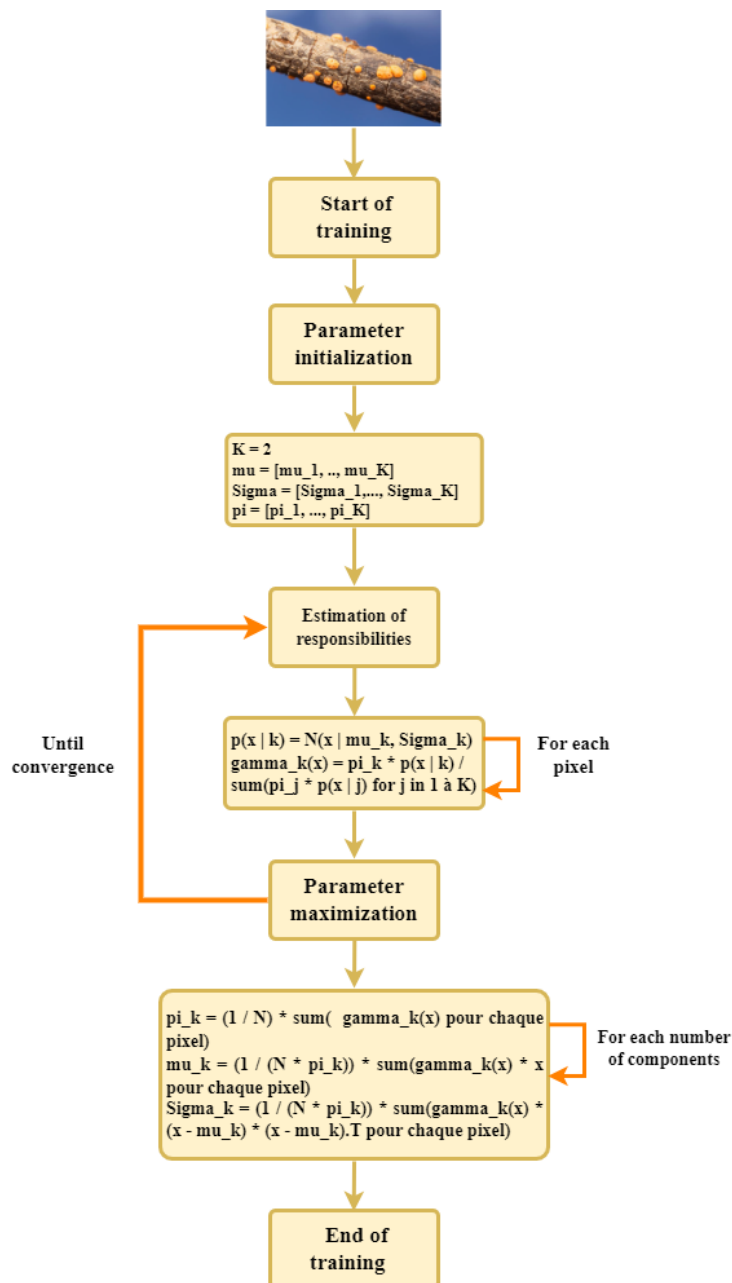 Start of
training
Parameter
initialization
K = 2
mu = [mu_1, .., mu_K]
Sigma = [Sigma_1,..., Sigma_K]
pi = [pi_1, ..., pi_K]
Estimation of
responsibilities
Until
convergence
p(x | k) = N(x | mu_k, Sigma_k)
gamma_k(x) = pi_k * p(x | k) /
sum(pi_j * p(x | j) for j in 1 à K)
For each
pixel
Parameter
maximization
pi_k = (1 / N) * sum( gamma_k(x) pour chaque
pixel)
mu_k = (1 / (N * pi_k)) * sum(gamma_k(x) * x
pour chaque pixel)
Sigma_k = (1 / (N * pi_k)) * sum(gamma_k(x) *
(x - mu_k) * (x - mu_k).T pour chaque pixel)
For each number
of components
End of
training